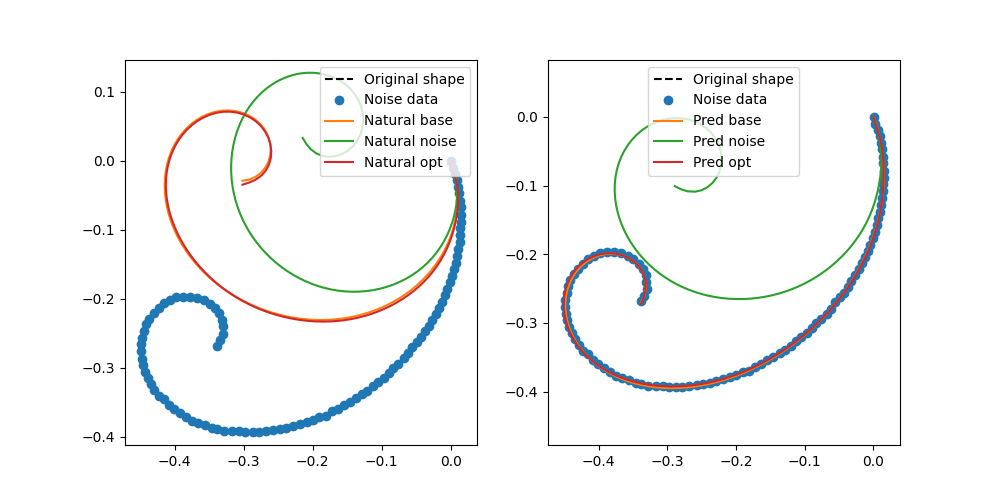 Original shape
Noise data
Natural base
Natural noise
Natural opt
0.1
0.0
−0.1
−0.2
−0.3
−0.4
−0.4
−0.3
−0.2
−0.1
0.0
Original shape
Noise data
Pred base
Pred noise
Pred opt
0.0
−0.1
−0.2
−0.3
−0.4
−0.4
−0.3
−0.2
−0.1
0.0